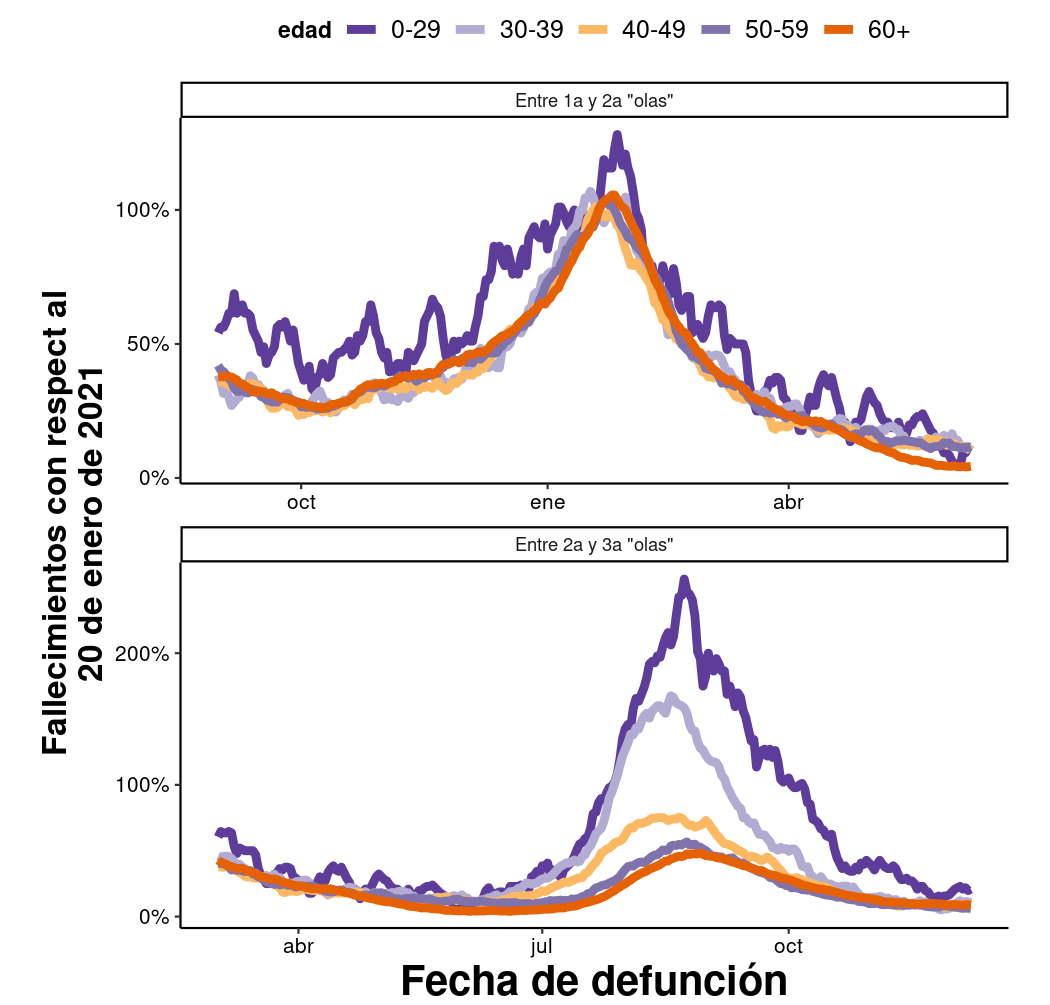 edad 0-29 30-39 40-49 50-59 60+
Entre 1a y 2a "olas"
100%
50%
0%
oct ene abr
Entre 2a y 3a "olas"
200%
100%
0%
abr jul oct
Fallecimientos con respect al
20 de enero de 2021
Fecha de defunción